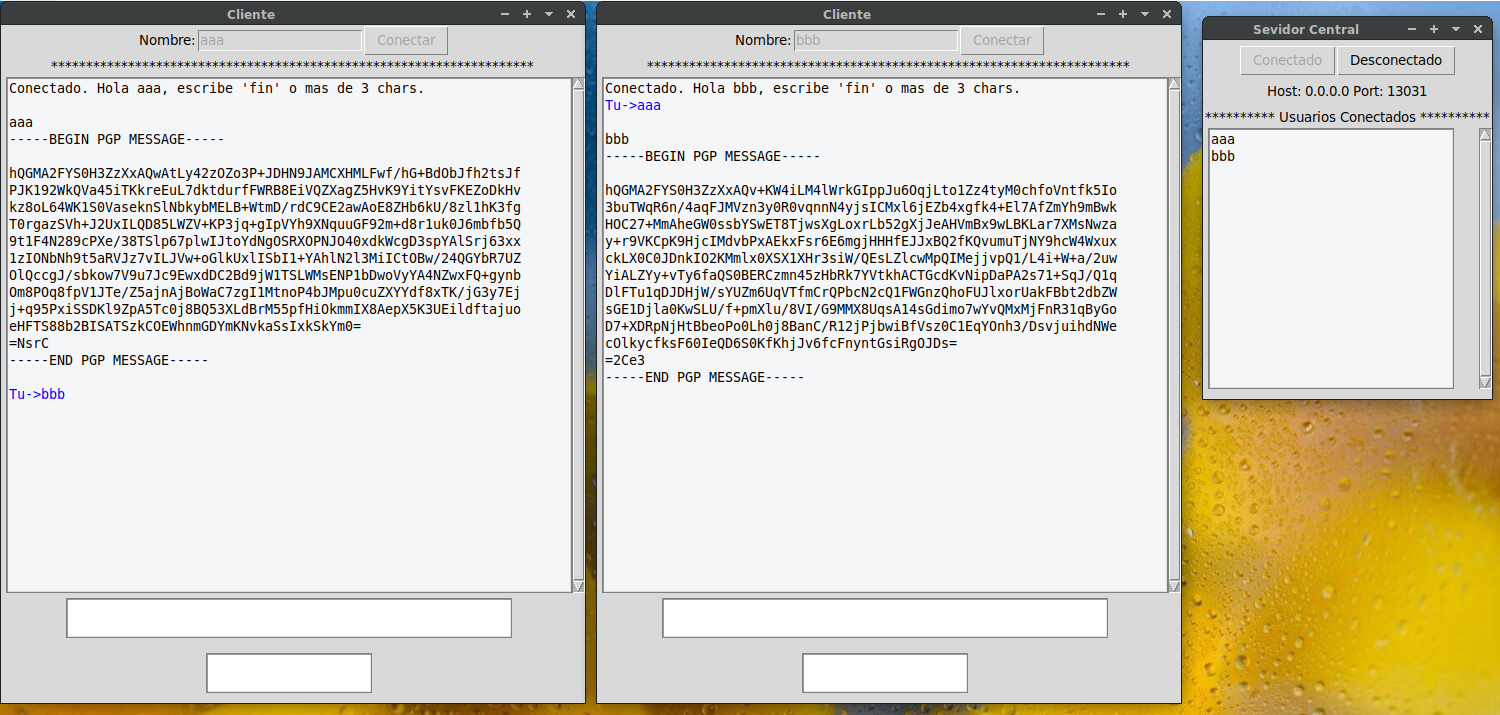 Cliente
Nombre: aaa Conectar
*********************************************************************
Conectado. Hola aaa, escribe 'fin' o mas de 3 chars.
aaa
-----BEGIN PGP MESSAGE-----
hQGMA2FYS0H3ZzXxAQwAtLy42zOZo3P+JDHN9JAMCXHMLFwf/hG+BdObJfh2tsJf
PJK192WkQVa45iTKkreEuL7dktdurfFWRB8EiVQZXagZ5HvK9YitYsvFKEZoDkHv
kz8oL64WK1S0VaseknSlNbkybMELB+WtmD/rdC9CE2awAoE8ZHb6kU/8zl1hK3fg
T0rgazSVh+J2UxILQD85LWZV+KP3jq+gIpVYh9XNquuGF92m+d8r1uk0J6mbfb5Q
9t1F4N289cPXe/38TSlp67plwIJtoYdNgOSRXOPNJO40xdkWcgD3spYAlSrj63xx
1zIONbNh9t5aRVJz7vILJVw+oGlkUxlISbI1+YAhlN2l3MiICtOBw/24QGYbR7UZ
OlQccgJ/sbkow7V9u7Jc9EwxdDC2Bd9jW1TSLWMsENP1bDwoVyYA4NZwxFQ+gynb
Om8POq8fpV1JTe/Z5ajnAjBoWaC7zgI1MtnoP4bJMpu0cuZXYYdf8xTK/jG3y7Ej
j+q95PxiSSDKl9ZpA5Tc0j8BQ53XLdBrM55pfHiOkmmIX8AepX5K3UEildftajuo
eHFTS88b2BISATSzkCOEWhnmGDYmKNvkaSsIxkSkYm0=
=NsrC
-----END PGP MESSAGE-----
Tu->bbb
Cliente
Nombre: bbb Conectar
*********************************************************************
Conectado. Hola bbb, escribe 'fin' o mas de 3 chars.
Tu->aaa
bbb
-----BEGIN PGP MESSAGE-----
hQGMA2FYS0H3ZzXxAQv+KW4iLM4lWrkGIppJu6OqjLto1Zz4tyM0chfoVntfk5Io
3buTWqR6n/4aqFJMVzn3y0R0vqnnN4yjsICMxl6jEZb4xgfk4+El7AfZmYh9mBwk
HOC27+MmAheGW0ssbYSwET8TjwsXgLoxrLb52gXjJeAHVmBx9wLBKLar7XMsNwza
y+r9VKCpK9HjcIMdvbPxAEkxFsr6E6mgjHHHfEJJxBQ2fKQvumuTjNY9hcW4Wxux
ckLX0C0JDnkIO2KMmlx0XSX1XHr3siW/QEsLZlcwMpQIMejjvpQ1/L4i+W+a/2uw
YiALZYy+vTy6faQS0BERCzmn45zHbRk7YVtkhACTGcdKvNipDaPA2s71+SqJ/Q1q
DlFTu1qDJDHjW/sYUZm6UqVTfmCrQPbcN2cQ1FWGnzQhoFUJlxorUakFBbt2dbZW
sGE1Djla0KwSLU/f+pmXlu/8VI/G9MMX8UqsA14sGdimo7wYvQMxMjFnR31qByGo
D7+XDRpNjHtBbeoPo0Lh0j8BanC/R12jPjbwiBfVsz0C1EqYOnh3/DsvjuihdNWe
cOlkycfksF60IeQD6S0KfKhjJv6fcFnyntGsiRgOJDs=
=2Ce3
-----END PGP MESSAGE-----
Sevidor Central
Conectado Desconectado
Host: 0.0.0.0 Port: 13031
********** Usuarios Conectados **********
aaa
bbb